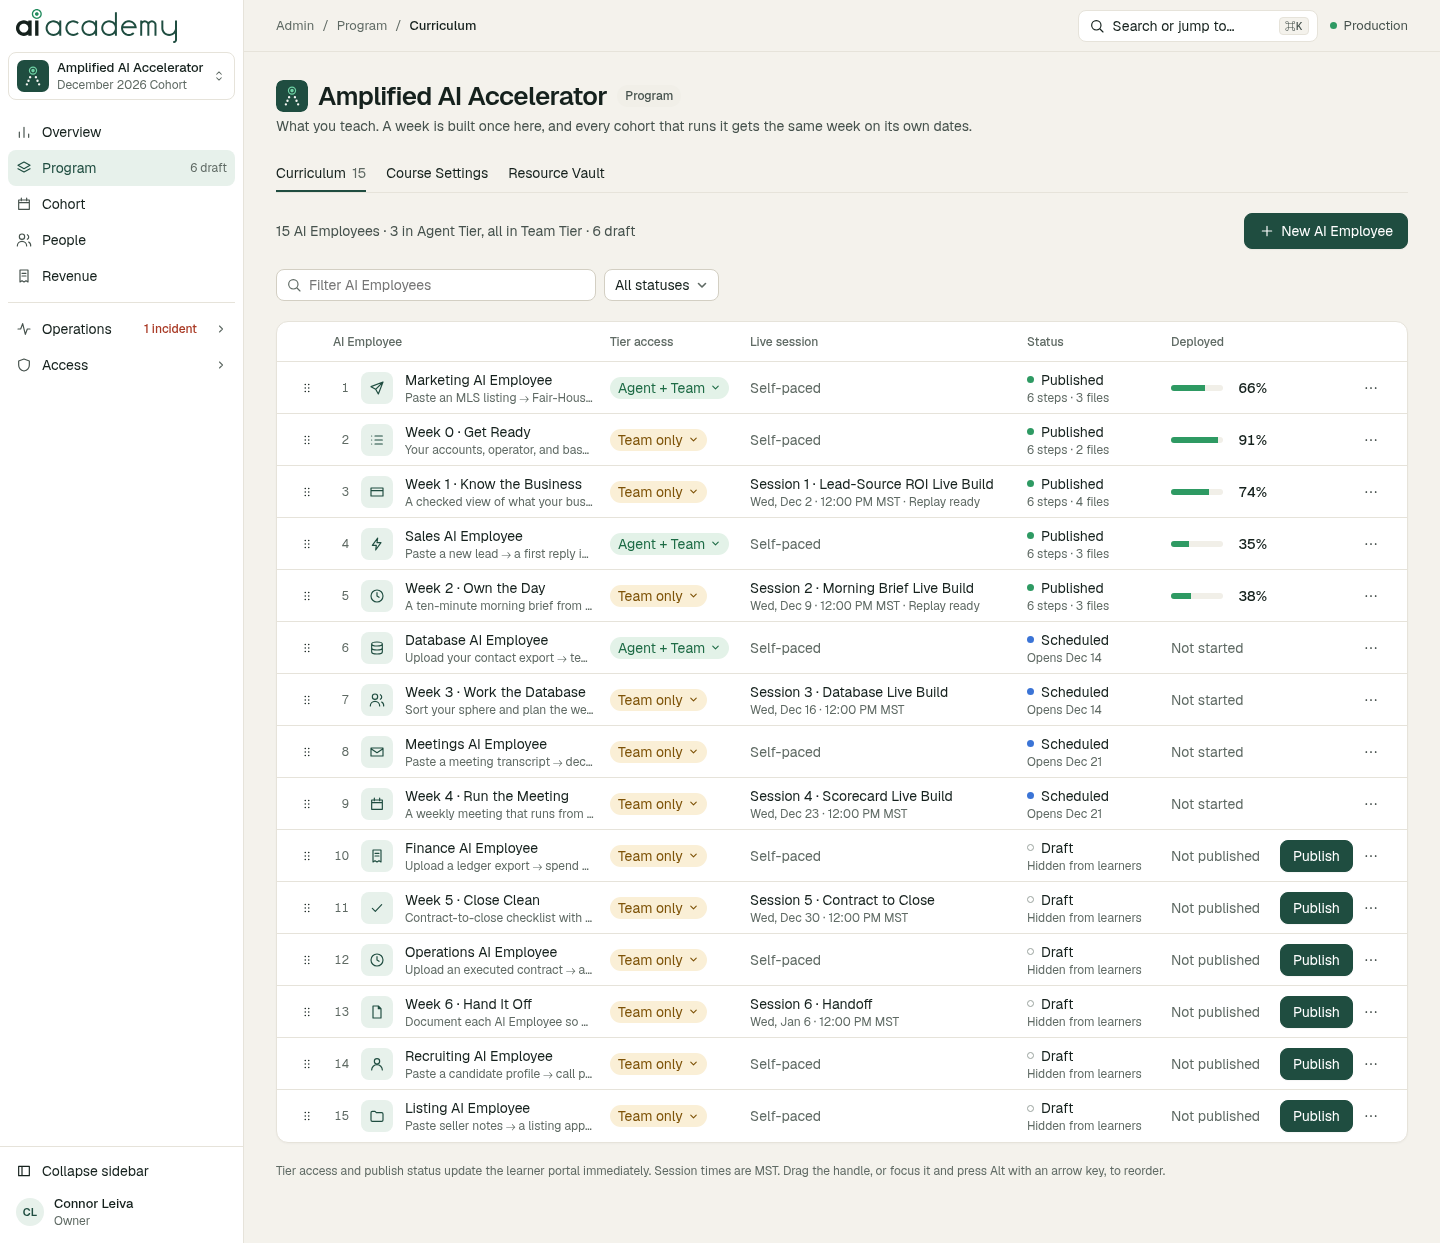 ai academy
Amplified AI Accelerator
December 2026 Cohort
Overview
Program 6 draft
Cohort
People
Revenue
Operations 1 incident
Access
Collapse sidebar
CL
Connor Leiva
Owner
Admin / Program / Curriculum
Search or jump to… ⌘K
Production
Amplified AI Accelerator Program
What you teach. A week is built once here, and every cohort that runs it gets the same week on its own dates.
Curriculum 15 Course Settings Resource Vault
15 AI Employees · 3 in Agent Tier, all in Team Tier · 6 draft
New AI Employee
Filter AI Employees All statuses
AI Employee Tier access Live session Status Deployed
1 Marketing AI Employee Agent + Team Self-paced Published 66%
Paste an MLS listing → Fair-Hous… 6 steps · 3 files
2 Week 0 · Get Ready Team only Self-paced Published 91%
Your accounts, operator, and bas… 6 steps · 2 files
3 Week 1 · Know the Business Team only Session 1 · Lead-Source ROI Live Build Published 74%
A checked view of what your bus… Wed, Dec 2 · 12:00 PM MST · Replay ready 6 steps · 4 files
4 Sales AI Employee Agent + Team Self-paced Published 35%
Paste a new lead → a first reply i… 6 steps · 3 files
5 Week 2 · Own the Day Team only Session 2 · Morning Brief Live Build Published 38%
A ten-minute morning brief from … Wed, Dec 9 · 12:00 PM MST · Replay ready 6 steps · 3 files
6 Database AI Employee Agent + Team Self-paced Scheduled Not started
Upload your contact export → te… Opens Dec 14
7 Week 3 · Work the Database Team only Session 3 · Database Live Build Scheduled Not started
Sort your sphere and plan the we… Wed, Dec 16 · 12:00 PM MST Opens Dec 14
8 Meetings AI Employee Team only Self-paced Scheduled Not started
Paste a meeting transcript → dec… Opens Dec 21
9 Week 4 · Run the Meeting Team only Session 4 · Scorecard Live Build Scheduled Not started
A weekly meeting that runs from … Wed, Dec 23 · 12:00 PM MST Opens Dec 21
10 Finance AI Employee Team only Self-paced Draft Not published Publish
Upload a ledger export → spend … Hidden from learners
11 Week 5 · Close Clean Team only Session 5 · Contract to Close Draft Not published Publish
Contract-to-close checklist with … Wed, Dec 30 · 12:00 PM MST Hidden from learners
12 Operations AI Employee Team only Self-paced Draft Not published Publish
Upload an executed contract → a… Hidden from learners
13 Week 6 · Hand It Off Team only Session 6 · Handoff Draft Not published Publish
Document each AI Employee so … Wed, Jan 6 · 12:00 PM MST Hidden from learners
14 Recruiting AI Employee Team only Self-paced Draft Not published Publish
Paste a candidate profile → call p… Hidden from learners
15 Listing AI Employee Team only Self-paced Draft Not published Publish
Paste seller notes → a listing app… Hidden from learners
Tier access and publish status update the learner portal immediately. Session times are MST. Drag the handle, or focus it and press Alt with an arrow key, to reorder.